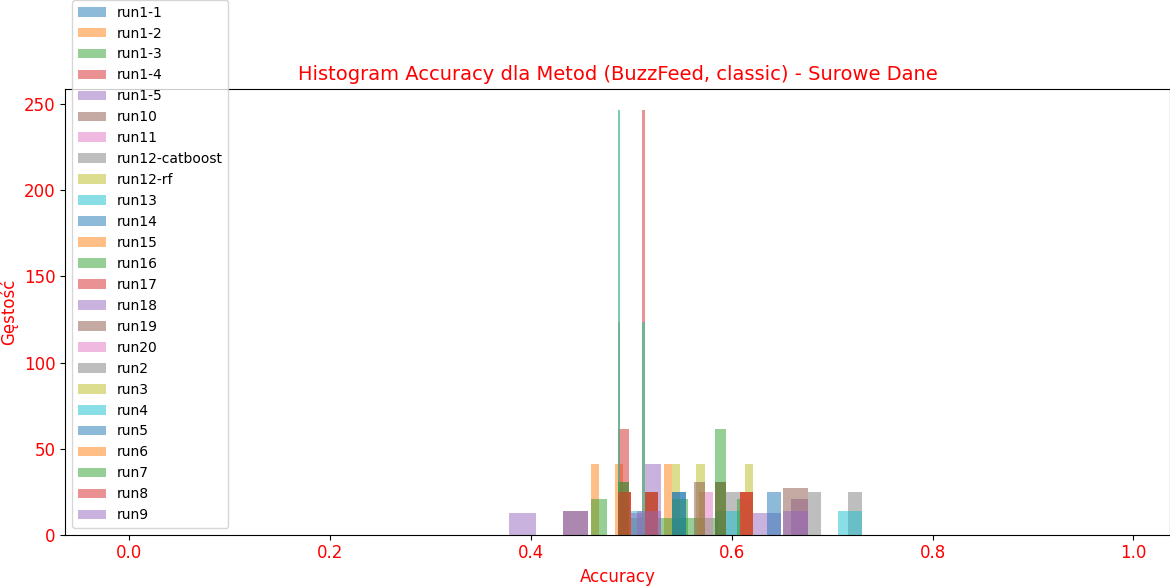 run1-1
run1-2
run1-3
run1-4
run1-5
run10
run11
run12-catboost
run12-rf
run13
run14
run15
run16
run17
run18
run19
run20
run2
run3
run4
run5
run6
run7
run8
run9
Histogram Accuracy dla Metod (BuzzFeed, classic) - Surowe Dane
Gęstość
250
200
150
100
50
0
0.0 0.2 0.4 0.6 0.8 1.0
Accuracy